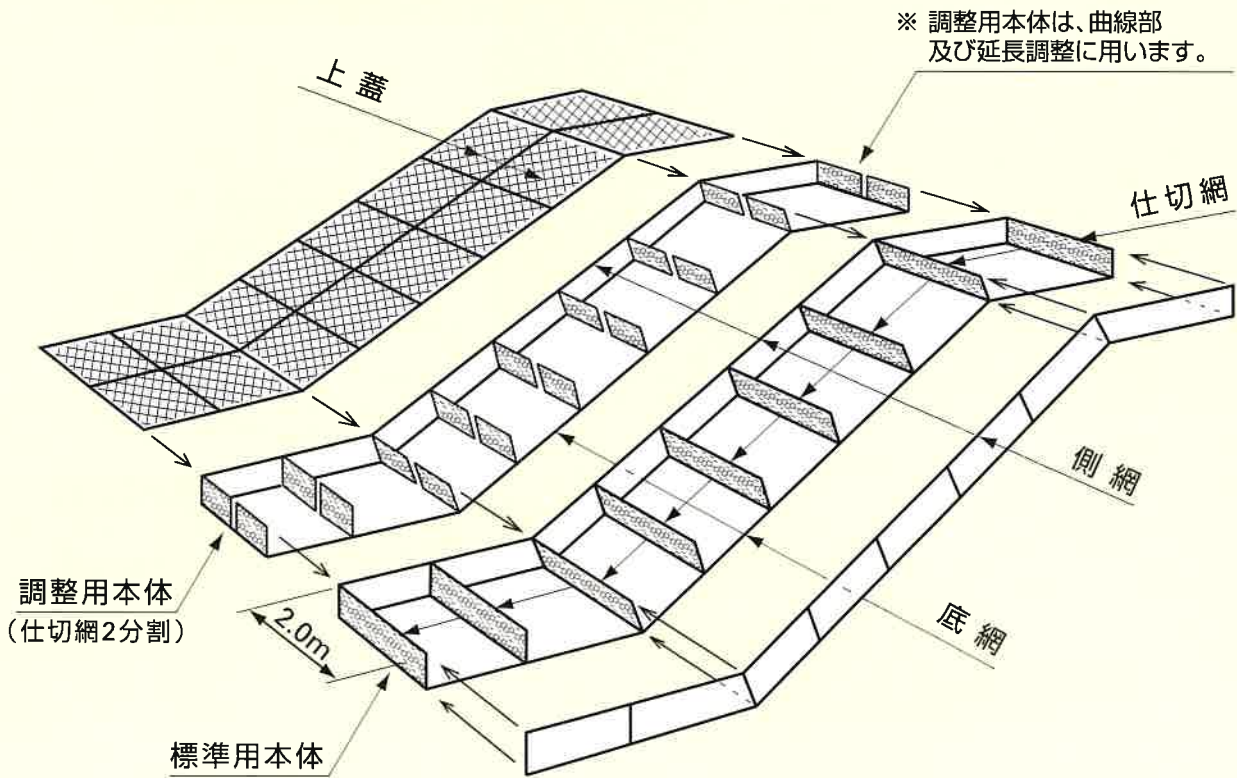 ※ 調整用本体は、曲線部
及び延長調整に用います。
上蓋
仕切網
側網
底網
調整用本体
(仕切網2分割)
2.0m
標準用本体